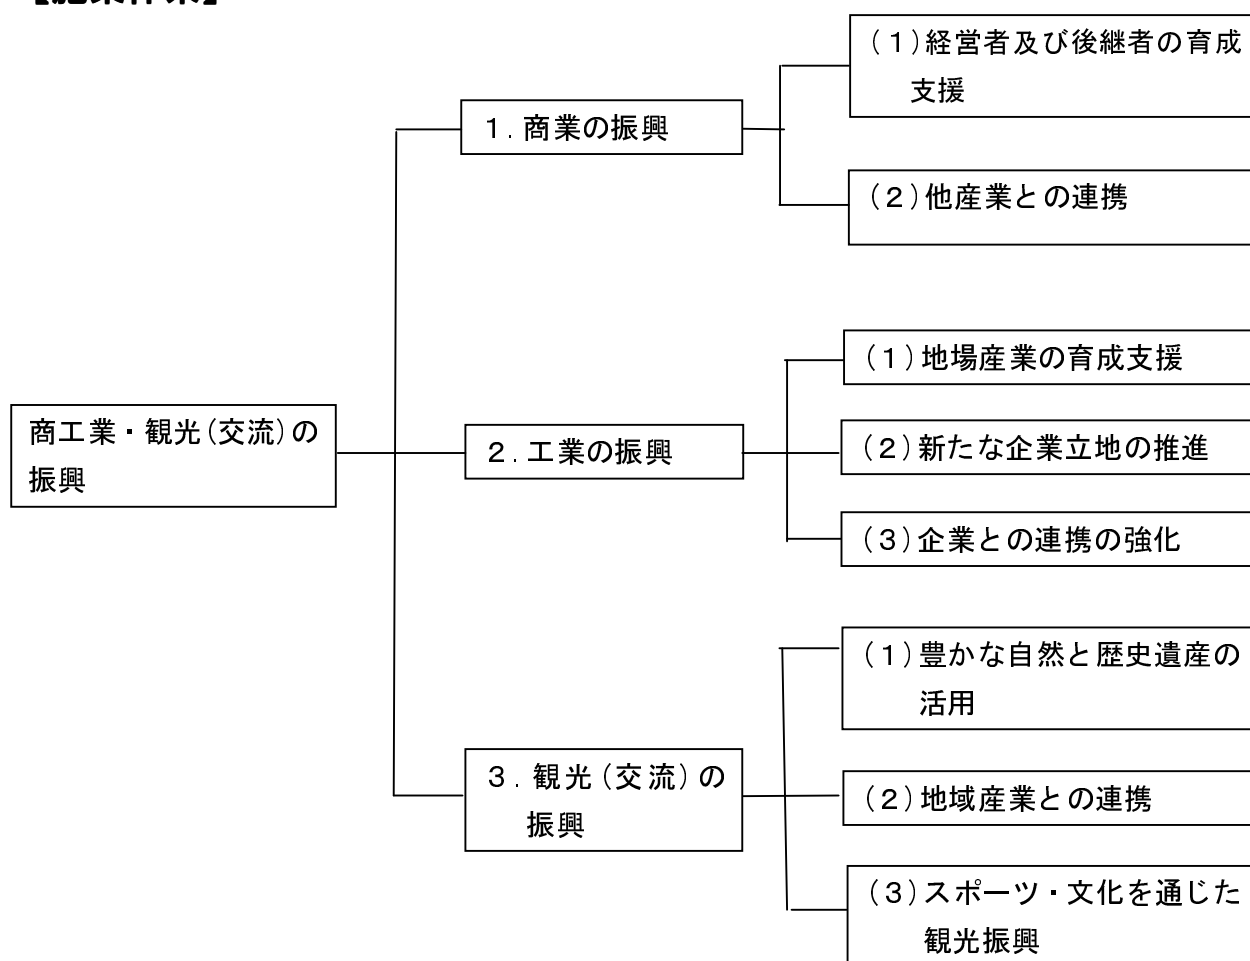 （１）経営者及び後継者の育成
支援
１．商業の振興
（２）他産業との連携
（１）地場産業の育成支援
商工業・観光（交流）の
振興
２．工業の振興
（２）新たな企業立地の推進
（３）企業との連携の強化
（１）豊かな自然と歴史遺産の
活用
３．観光（交流）の
振興
（２）地域産業との連携
（３）スポーツ・文化を通じた
観光振興